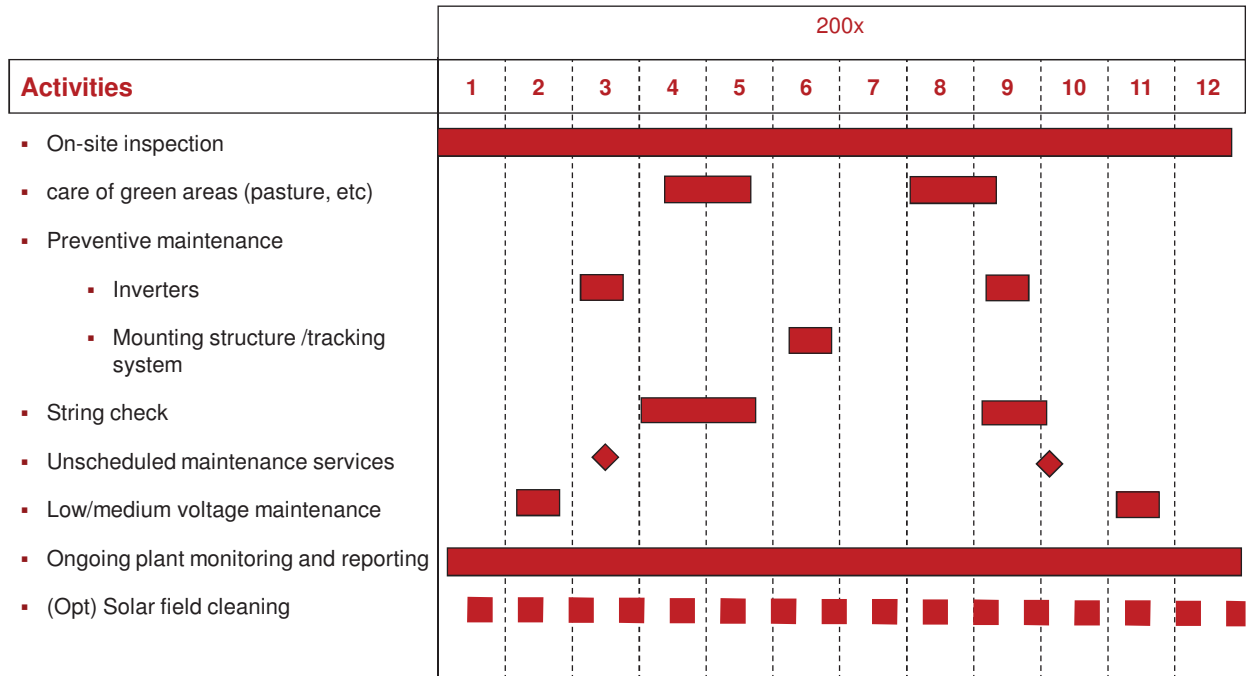 200x
Activities 1 2 3 4 5 6 7 8 9 10 11 12
▪ On-site inspection
▪ care of green areas (pasture, etc)
▪ Preventive maintenance
▪ Inverters
▪ Mounting structure /tracking
system
▪ String check
▪ Unscheduled maintenance services
▪ Low/medium voltage maintenance
▪ Ongoing plant monitoring and reporting
▪ (Opt) Solar field cleaning